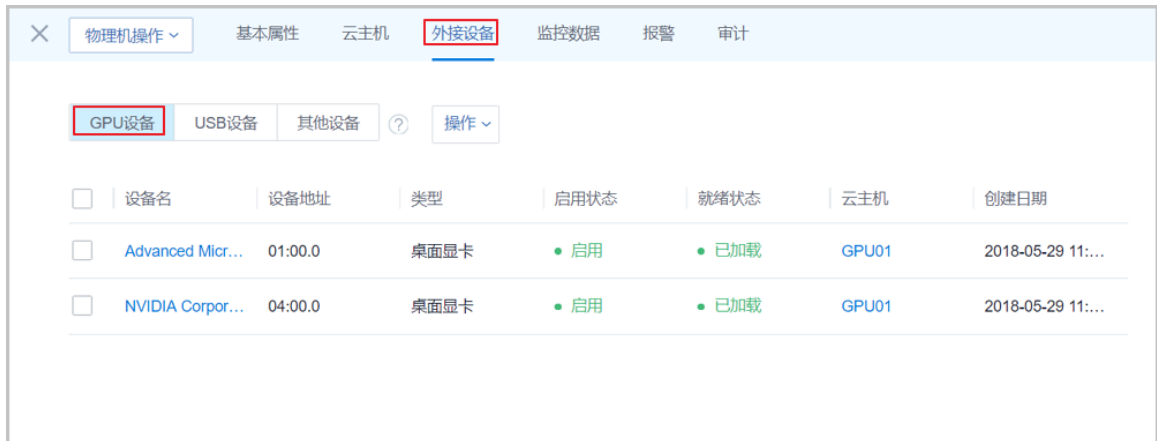 物理机操作 基本属性 云主机 外接设备 监控数据 报警 审计
GPU设备 USB设备 其他设备 ? 操作
设备名 设备地址 类型 启用状态 就绪状态 云主机 创建日期
Advanced Micr... 01:00.0 桌面显卡 启用 已加载 GPU01 2018-05-29 11:...
NVIDIA Corpor... 04:00.0 桌面显卡 启用 已加载 GPU01 2018-05-29 11:...